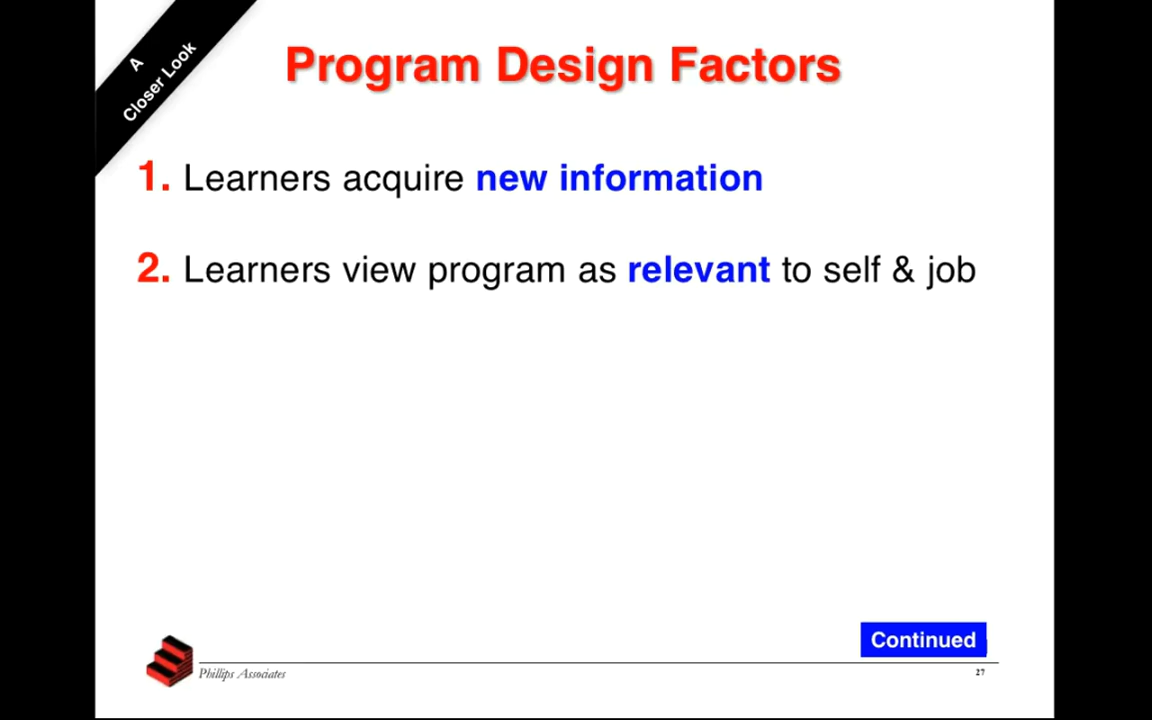 A
Closer Look
Program Design Factors
1. Learners acquire new information
2. Learners view program as relevant to self & job
Continued
Phillips Associates
27